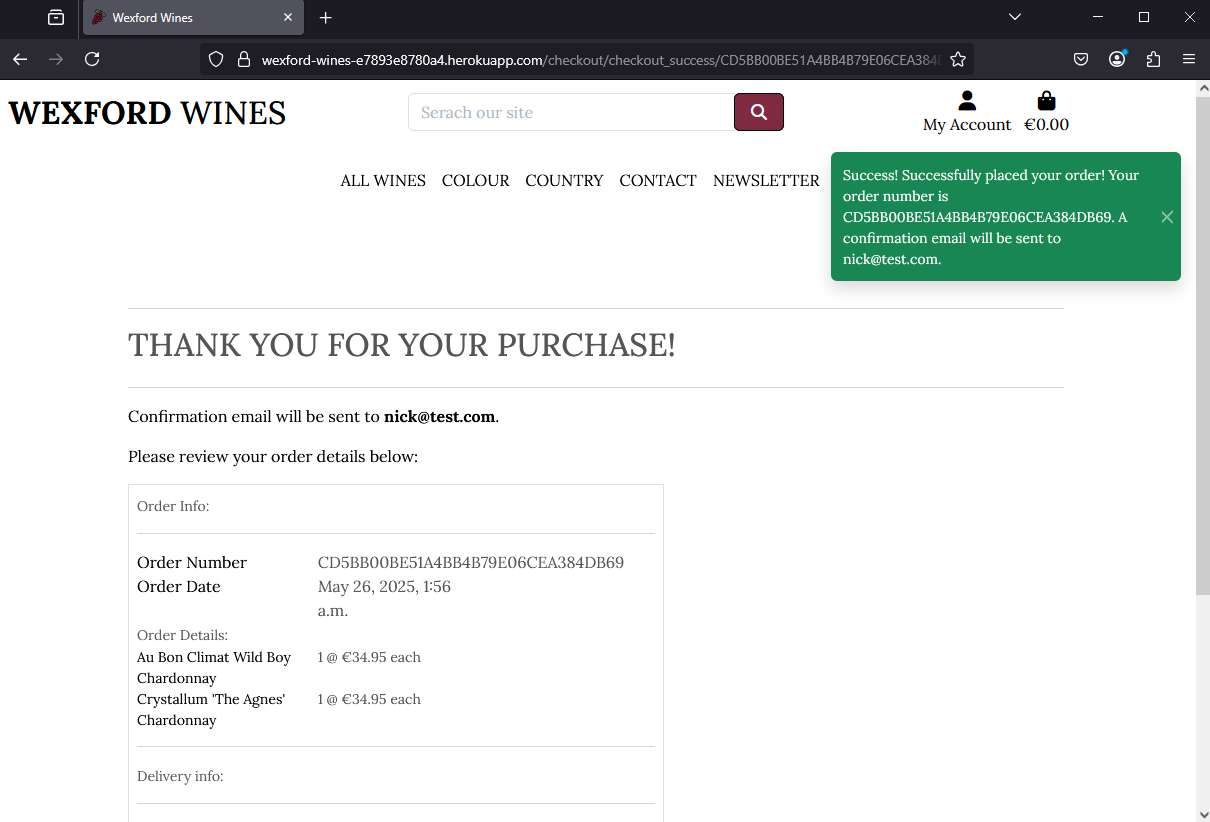 Wexford Wines
wexford-wines-e7893e8780a4.herokuapp.com/checkout/checkout_success/CD5BB00BE51A4BB4B79E06CEA384
WEXFORD WINES
Serach our site
My Account €0.00
ALL WINES COLOUR COUNTRY CONTACT NEWSLETTER
Success! Successfully placed your order! Your
order number is
CD5BB00BE51A4BB4B79E06CEA384DB69. A
confirmation email will be sent to
nick@test.com.
THANK YOU FOR YOUR PURCHASE!
Confirmation email will be sent to nick@test.com.
Please review your order details below:
Order Info:
Order Number CD5BB00BE51A4BB4B79E06CEA384DB69
Order Date May 26, 2025, 1:56
a.m.
Order Details:
Au Bon Climat Wild Boy 1 @ €34.95 each
Chardonnay
Crystallum 'The Agnes' 1 @ €34.95 each
Chardonnay
Delivery info: